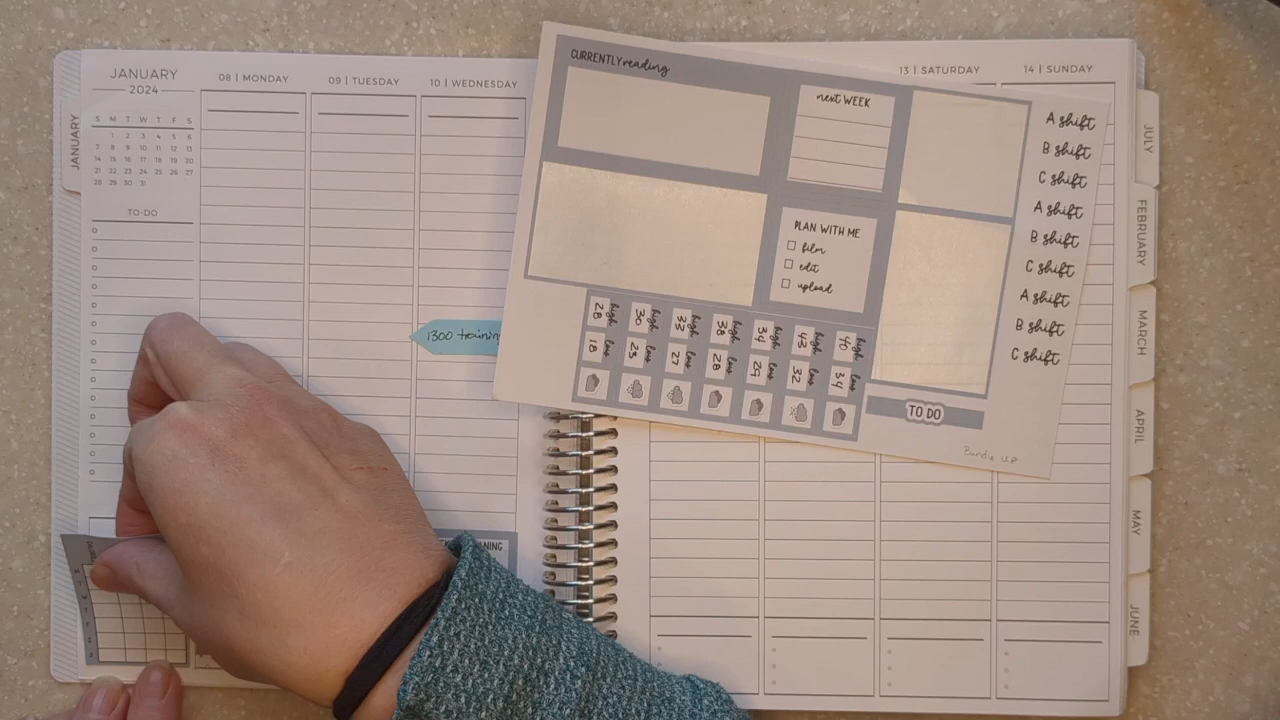 JANUARY
2024
S M T W T F S
1 2 3 4 5 6
7 8 9 10 11 12 13
14 15 16 17 18 19 20
21 22 23 24 25 26 27
28 29 30 31
TO-DO
JANUARY
08 | MONDAY
09 | TUESDAY
10 | WEDNESDAY
13 | SATURDAY
14 | SUNDAY
1300 trainin
CURRENTLY reading
next WEEK
PLAN WITH ME
film
edit
upload
A shift
B shift
C shift
A shift
B shift
C shift
A shift
B shift
C shift
high high high high high high high
28 30 33 38 34 43 40
low low low low low low low
18 23 27 28 29 32 34
TO DO
Bundle Up
JULY
FEBRUARY
MARCH
APRIL
MAY
JUNE